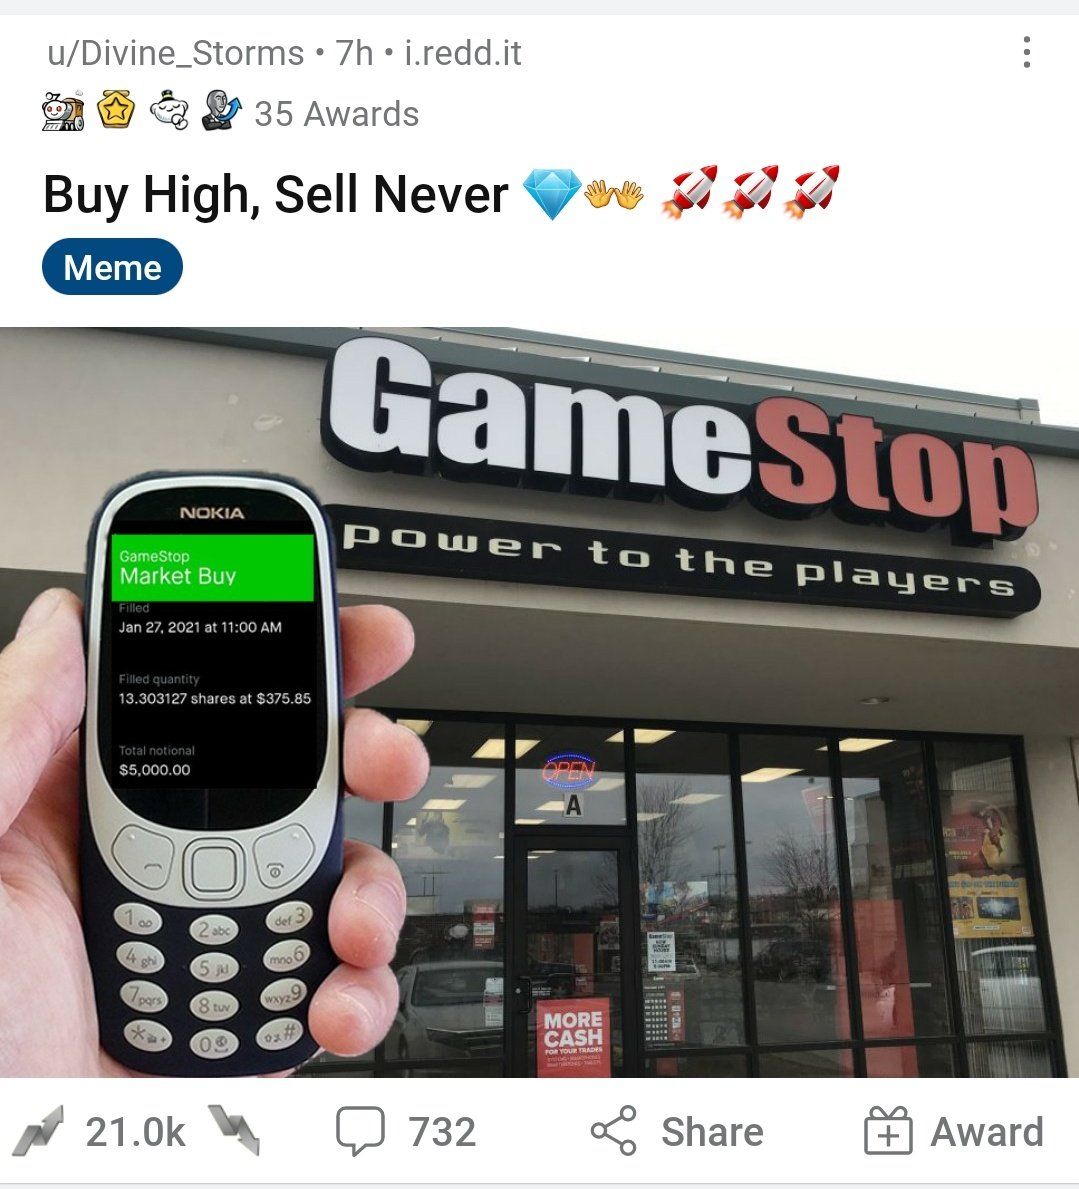 u/Divine_Storms • 7h • i.redd.it
35 Awards
Buy High, Sell Never 💎👐 🚀🚀🚀
Meme
GameStop
power to the players
NOKIA
GameStop
Market Buy
Filled
Jan 27, 2021 at 11:00 AM
Filled quantity
13.303127 shares at $375.85
Total notional
$5,000.00
1
2 abc
def 3
4 ghi
5 jkl
mno 6
7 pqrs
8 tuv
wxyz 9
*
0
#
OPEN
A
MORE
CASH
FOR YOUR TRADES
21.0k
732
Share
Award